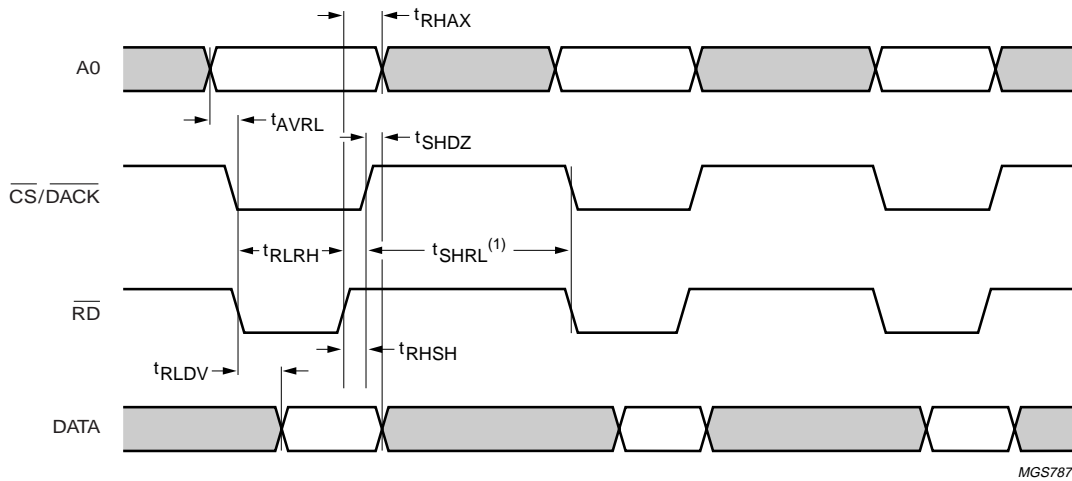 tRHAX
A0
tAVRL
tSHDZ
CS/DACK
tRLRH
tSHRL(1)
RD
tRHSH
tRLDV
DATA
MGS787